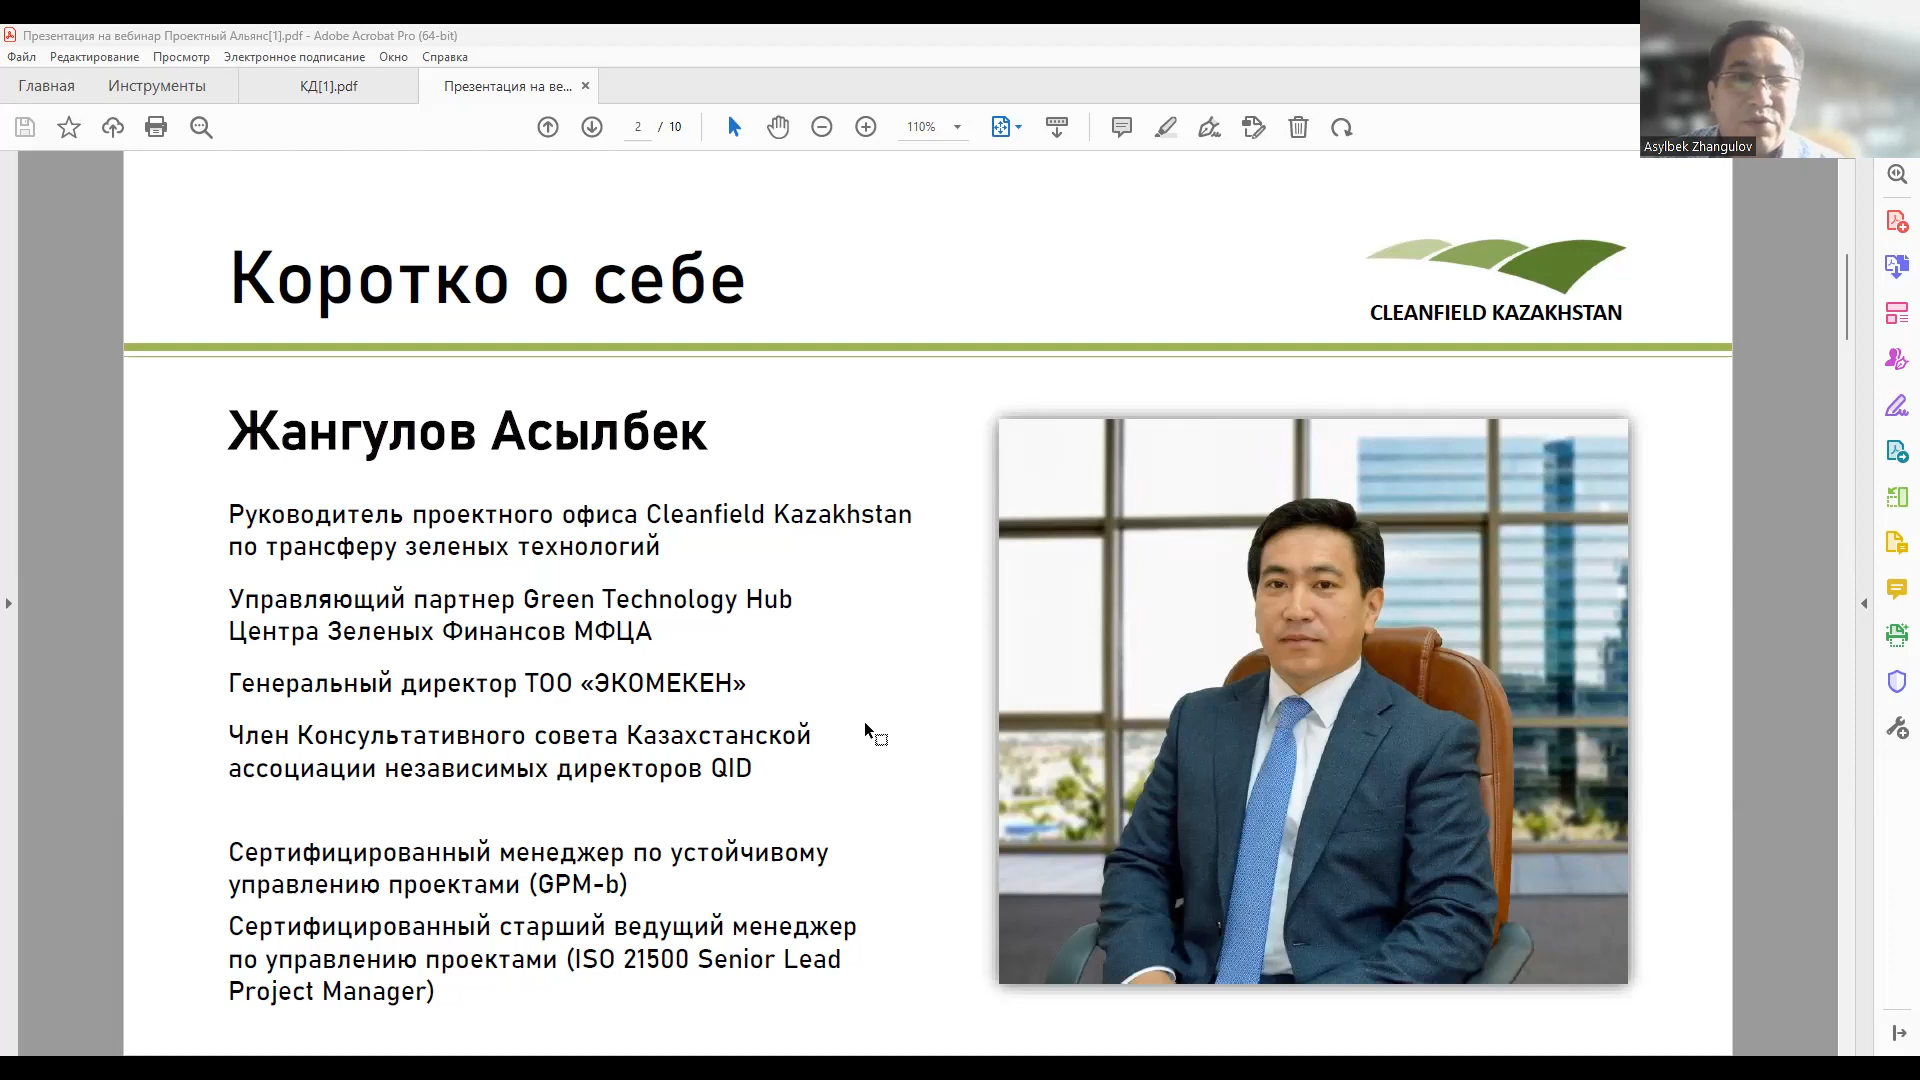 Презентация на вебинар Проектный Альянс[1].pdf - Adobe Acrobat Pro (64-bit)
Файл Редактирование Просмотр Электронное подписание Окно Справка
Главная Инструменты КД[1].pdf Презентация на ве... ×
2 / 10 110%
Asylbek Zhangulov
Коротко о себе
CLEANFIELD KAZAKHSTAN
Жангулов Асылбек
Руководитель проектного офиса Cleanfield Kazakhstan
по трансферу зеленых технологий
Управляющий партнер Green Technology Hub
Центра Зеленых Финансов МФЦА
Генеральный директор ТОО «ЭКОМЕКЕН»
Член Консультативного совета Казахстанской
ассоциации независимых директоров QID
Сертифицированный менеджер по устойчивому
управлению проектами (GPM-b)
Сертифицированный старший ведущий менеджер
по управлению проектами (ISO 21500 Senior Lead
Project Manager)